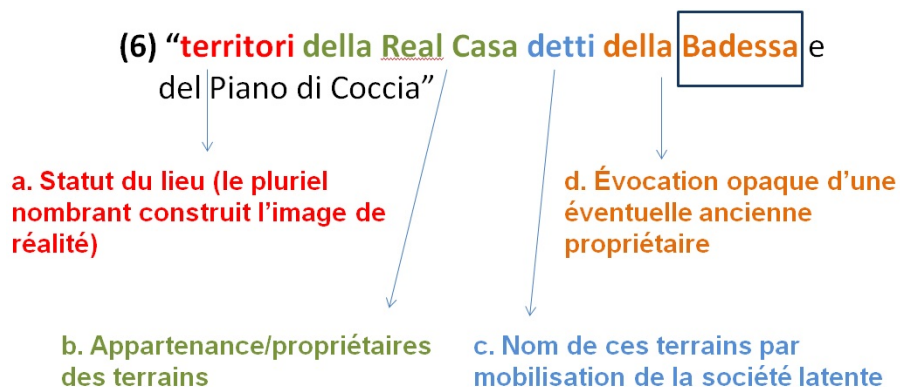 (6) “territori della Real Casa detti della Badessa e
del Piano di Coccia”
a. Statut du lieu (le pluriel
nombrant construit l’image de
réalité)
d. Évocation opaque d’une
éventuelle ancienne
propriétaire
b. Appartenance/propriétaires
des terrains
c. Nom de ces terrains par
mobilisation de la société latente